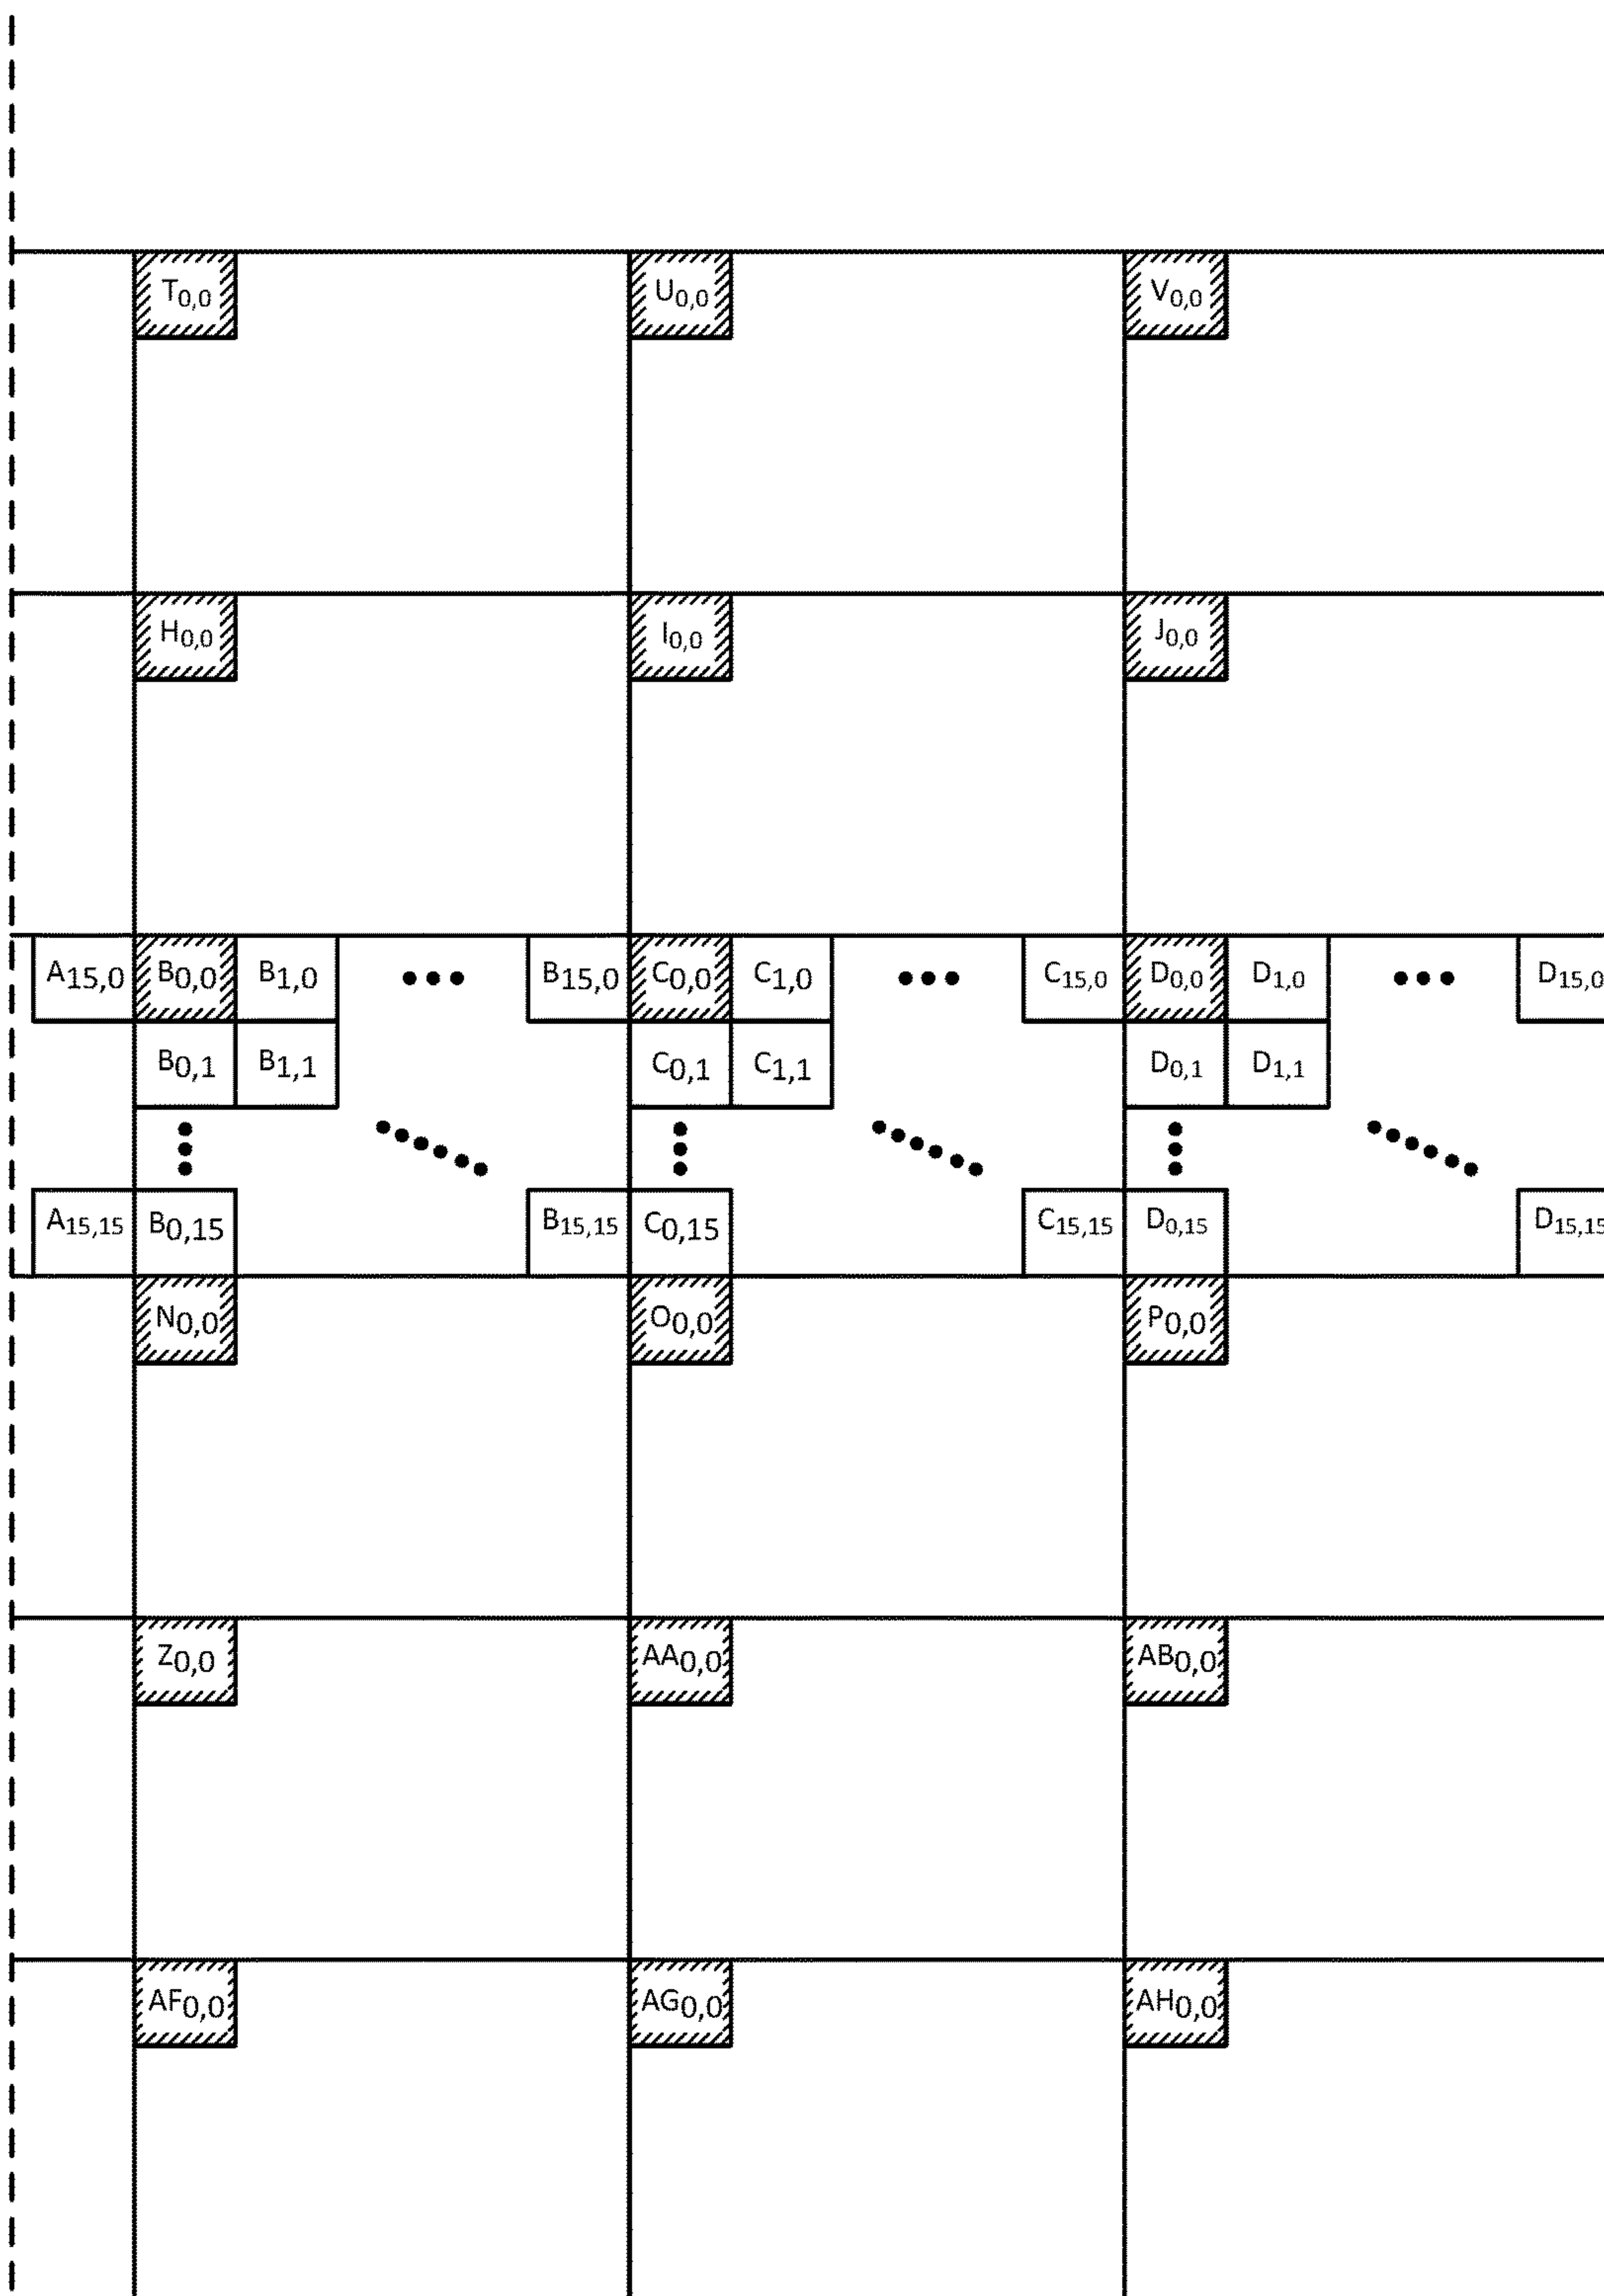 T0,0 U0,0 V0,0
H0,0 I0,0 J0,0
A15,0 B0,0 B1,0 ••• B15,0 C0,0 C1,0 ••• C15,0 D0,0 D1,0 ••• D15,0
B0,1 B1,1 C0,1 C1,1 D0,1 D1,1
A15,15 B0,15 B15,15 C0,15 C15,15 D0,15 D15,15
N0,0 O0,0 P0,0
Z0,0 AA0,0 AB0,0
AF0,0 AG0,0 AH0,0